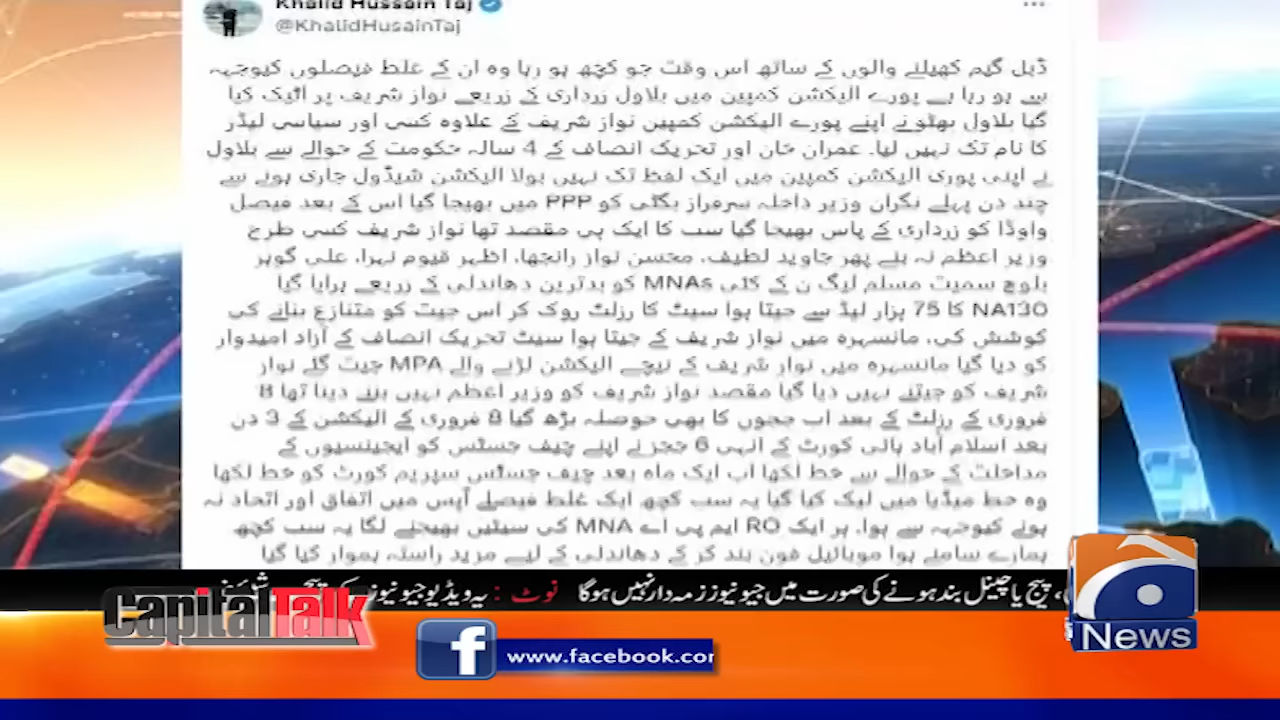 Khalid Hussain Taj
@KhalidHusainTaj
ڈبل گیم کھیلنے والوں کے ساتھ اس وقت جو کچھ ہو رہا وہ ان کے غلط فیصلوں کیوجہہ
سے ہو رہا ہے پورے الیکشن کمپین میں بلاول زرداری کے زریعے نواز شریف پر اٹیک کیا
گیا بلاول بھٹو نے اپنے پورے الیکشن کمپین نواز شریف کے علاوہ کسی اور سیاسی لیڈر
کا نام تک نہیں لیا۔ عمران خان اور تحریک انصاف کے 4 سالہ حکومت کے حوالے سے بلاول
نے اپنی پوری الیکشن کمپین میں ایک لفظ تک نہیں بولا الیکشن شیڈول جاری ہونے سے
چند دن پہلے نگران وزیر داخلہ سرفراز بگٹی کو PPP میں بھیجا گیا اس کے بعد فیصل
واوڈا کو زرداری کے پاس بھیجا گیا سب کا ایک ہی مقصد تھا نواز شریف کسی طرح
وزیر اعظم نہ بنے پھر جاوید لطیف، محسن نواز رانجھا، اظہر قیوم نہرا، علی گوہر
بلوچ سمیت مسلم لیگ ن کے کئی MNAs کو بدترین دھاندلی کے زریعے ہرایا گیا
NA130 کا 75 ہزار لیڈ سے جیتا ہوا سیٹ کا رزلٹ روک کر اس جیت کو متنازع بنانے کی
کوشش کی، مانسہرہ میں نواز شریف کے جیتا ہوا سیٹ تحریک انصاف کے آزاد امیدوار
کو دیا گیا مانسہرہ میں نواز شریف کے نیچے الیکشن لڑنے والے MPA جیت گئے نواز
شریف کو جیتنے نہیں دیا گیا مقصد نواز شریف کو وزیر اعظم نہیں بننے دینا تھا 8
فروری کے رزلٹ کے بعد اب ججوں کا بھی حوصلہ بڑھ گیا 8 فروری کے الیکشن کے 3 دن
بعد اسلام آباد ہائی کورٹ کے انہی 6 ججز نے اپنے چیف جسٹس کو ایجینسیوں کے
مداخلت کے حوالے سے خط لکھا اب ایک ماہ بعد چیف جسٹس سپریم کورٹ کو خط لکھا
وہ خط میڈیا میں لیک کیا گیا یہ سب کچھ ایک غلط فیصلے آپس میں اتفاق اور اتحاد نہ
ہونے کیوجہہ سے ہوا، ہر ایک RO ایم پی اے MNA کی سیٹیں بھیجنے لگا یہ سب کچھ
ہمارے سامنے ہوا موبائیل فون بند کر کے دھاندلی کے لیے مزید راستہ ہموار کیا گیا
، پیج یا چینل بند ہونے کی صورت میں جیو نیوز ذمہ دار نہیں ہوگا نوٹ : یہ ویڈیو جیو نیوز کے
Capital Talk
f www.facebook.com
Geo News